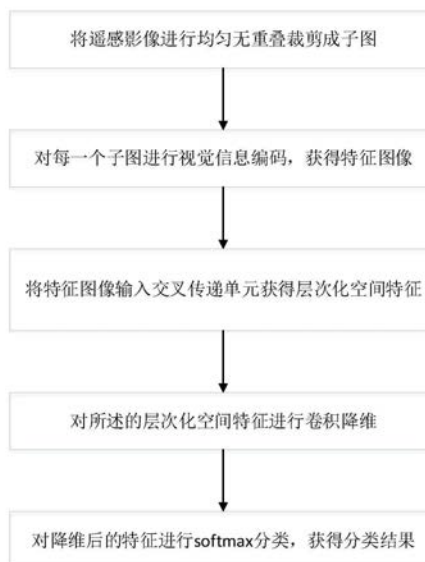 将遥感影像进行均匀无重叠裁剪成子图
对每一个子图进行视觉信息编码，获得特征图像
将特征图像输入交叉传递单元获得层次化空间特征
对所述的层次化空间特征进行卷积降维
对降维后的特征进行softmax分类，获得分类结果